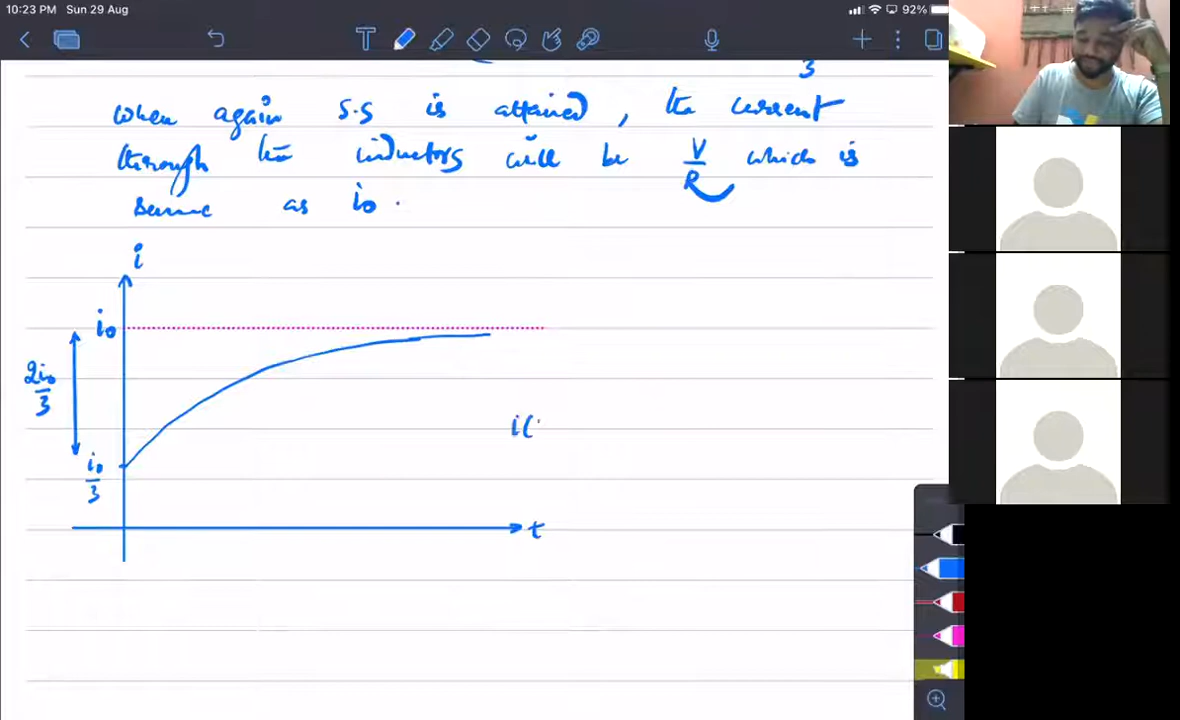 10:23 PM Sun 29 Aug
92%
T
3
when again S.S is attained, the current
through the inductors will be V/R which is
same as i₀.
i
i₀
2i₀/3
i(
i₀/3
t